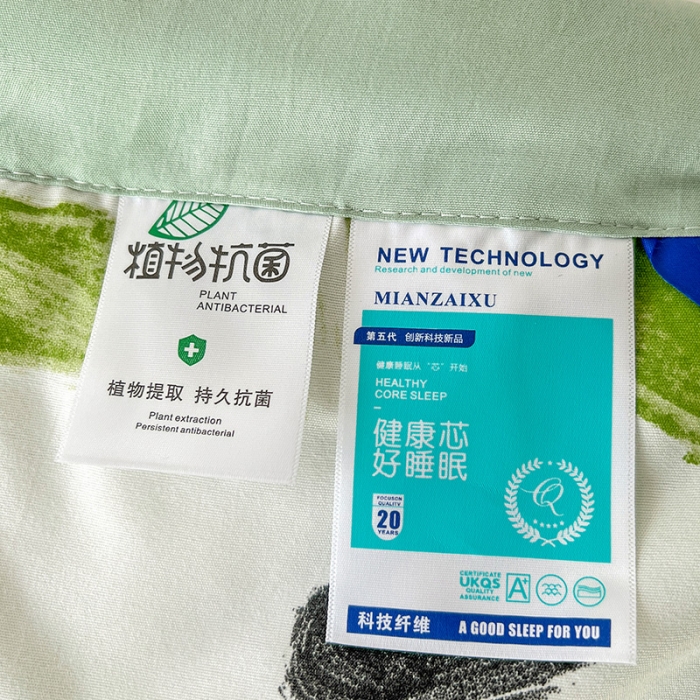 植物抗菌
PLANT
ANTIBACTERIAL
植物提取 持久抗菌
Plant extraction
Persistent antibacterial
NEW TECHNOLOGY
Research and development of new
MIANZAIXU
第五代 创新科技新品
健康睡眠从“芯”开始
HEALTHY
CORE SLEEP
健康芯
好睡眠
FOCUSON
QUALITY
20
YEARS
Q
CERTIFICATE
UKQS
QUALITY
ASSURANCE
A+
科技纤维 A GOOD SLEEP FOR YOU